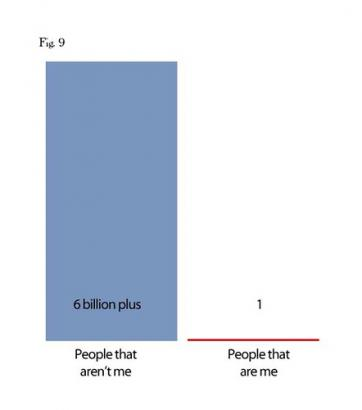 Fig. 9
6 billion plus
1
People that
aren't me
People that
are me